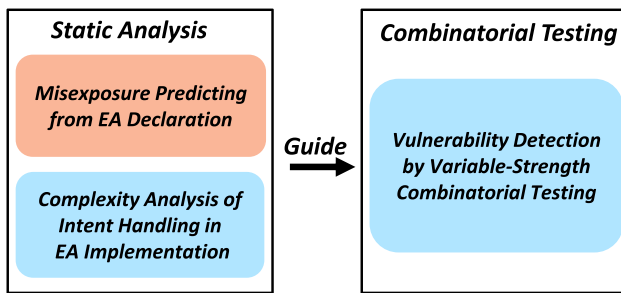 Static Analysis
Misexposure Predicting
from EA Declaration
Complexity Analysis of
Intent Handling in
EA Implementation
Guide
Combinatorial Testing
Vulnerability Detection
by Variable-Strength
Combinatorial Testing